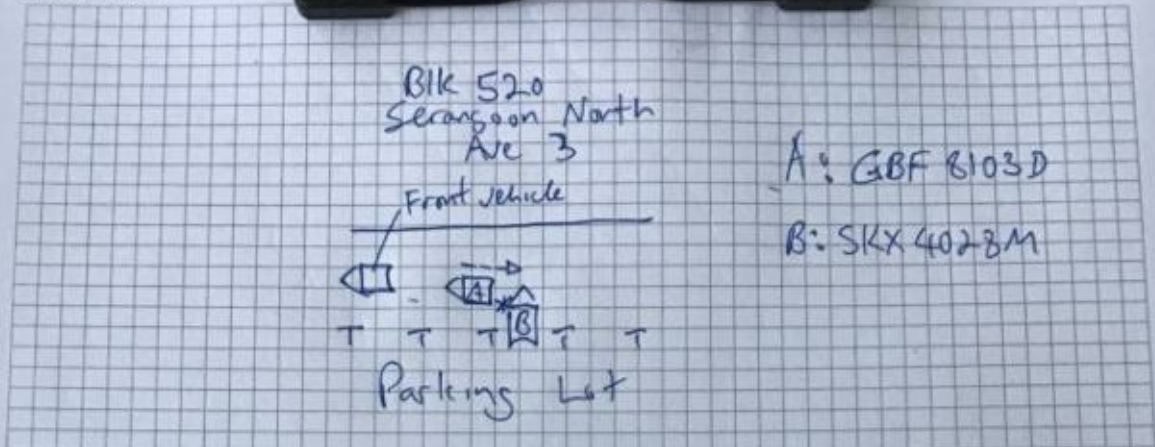 Blk 520
Serangoon North
Ave 3
Front vehicle
A: GBF 8103D
B: SKX 4028M
A
B
T T T T T
Parking Lot